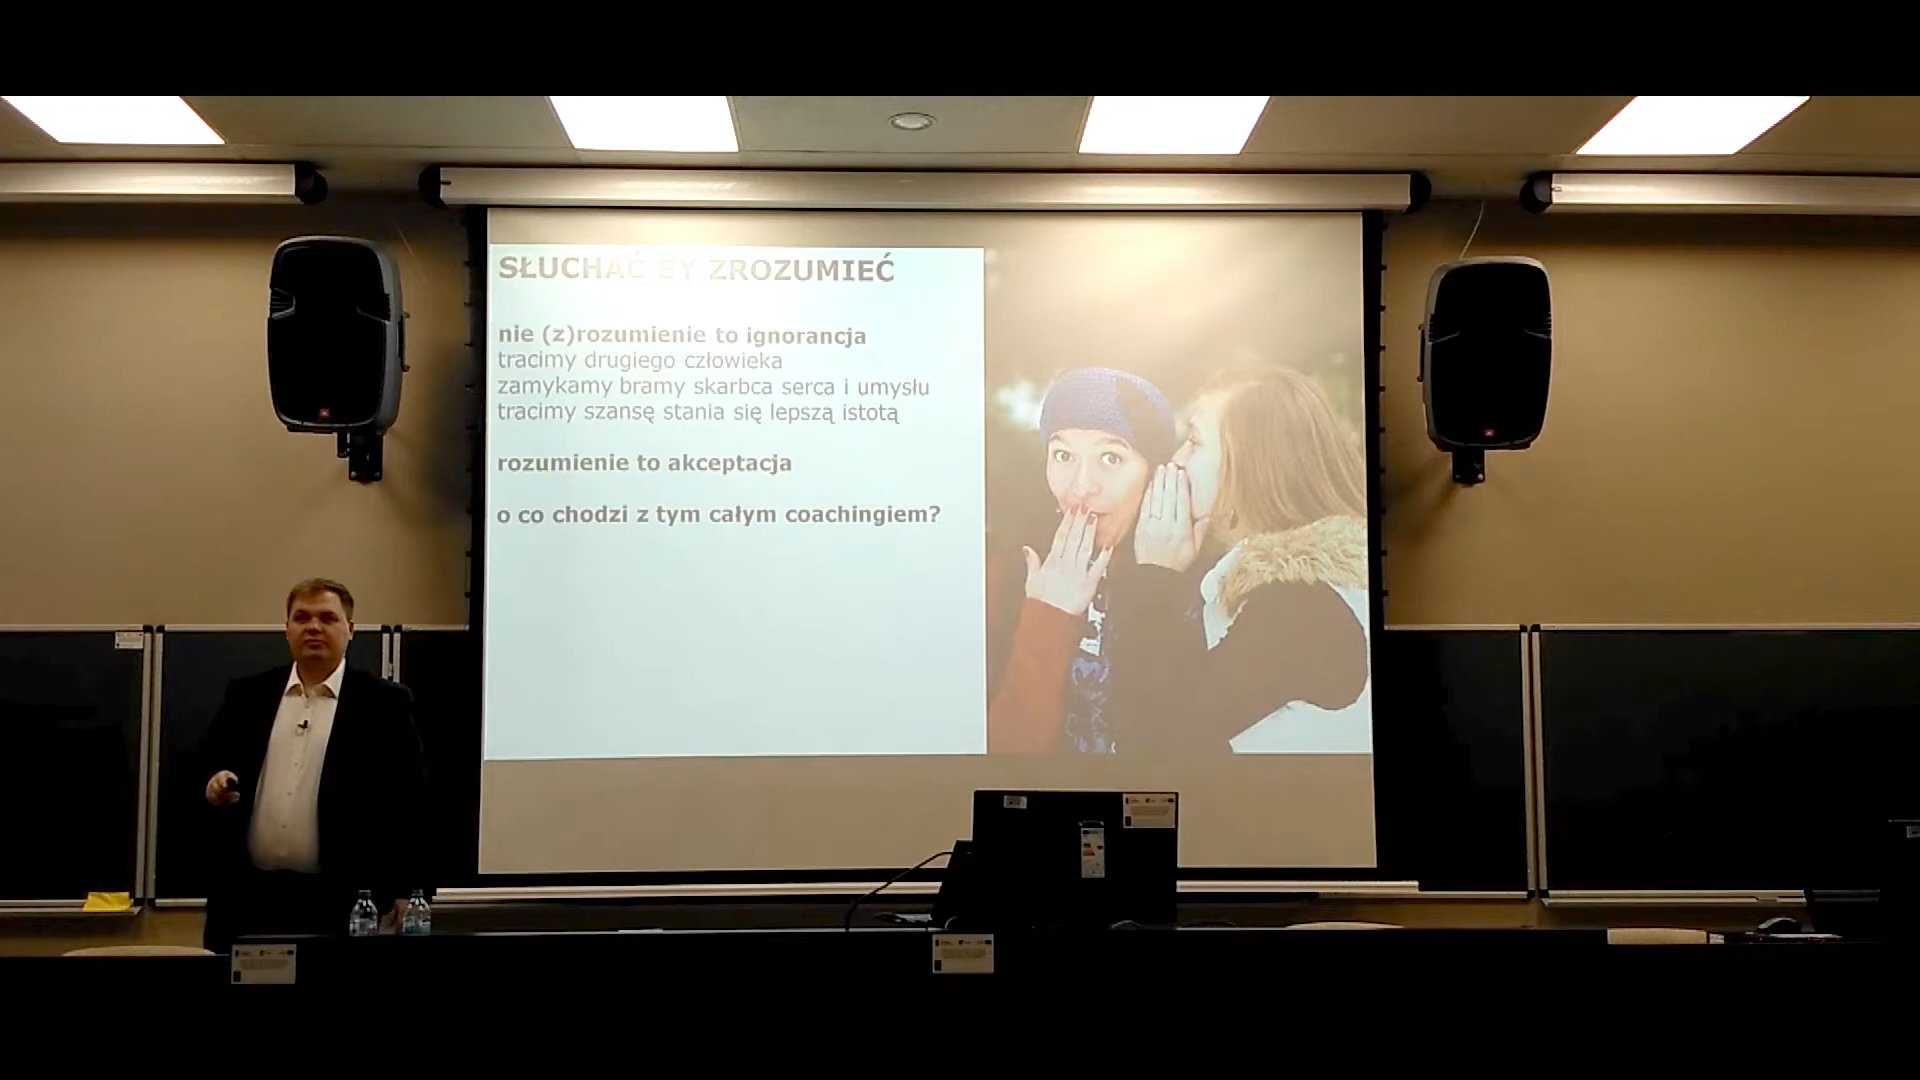 SŁUCHAĆ BY ZROZUMIEĆ
nie (z)rozumienie to ignorancja
tracimy drugiego człowieka
zamykamy bramy skarbca serca i umysłu
tracimy szansę stania się lepszą istotą
rozumienie to akceptacja
o co chodzi z tym całym coachingiem?